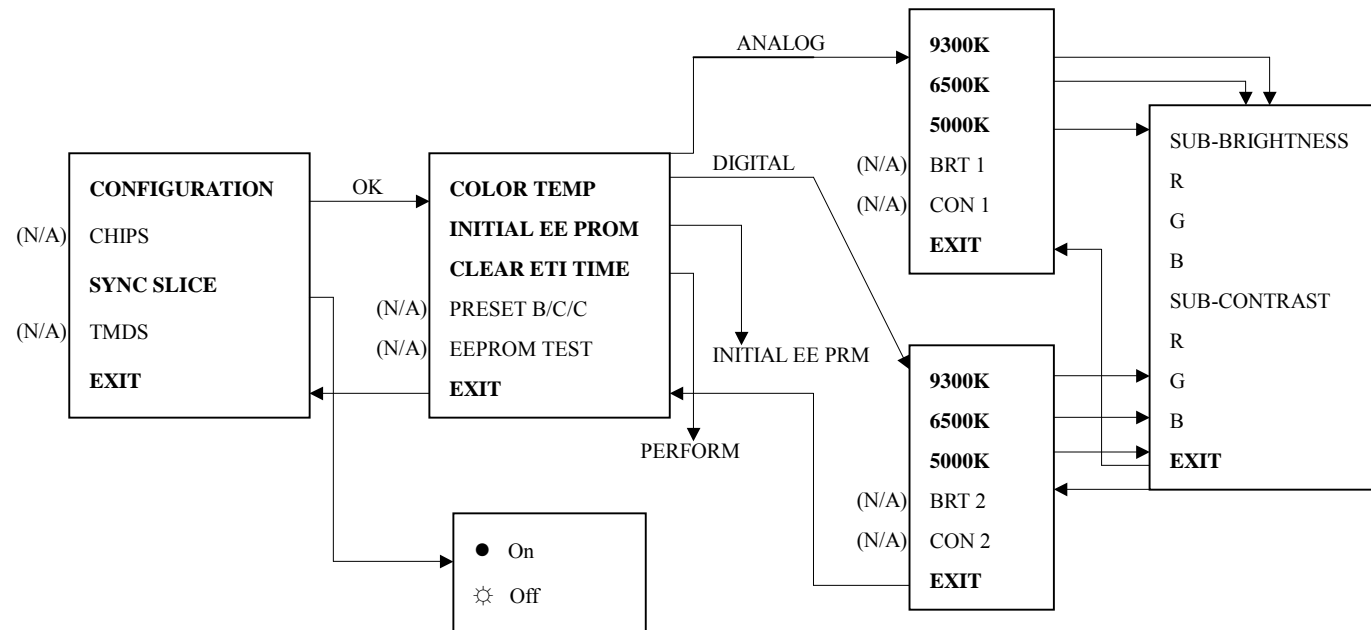 CONFIGURATION
(N/A) CHIPS
SYNC SLICE
(N/A) TMDS
EXIT
OK
COLOR TEMP
INITIAL EE PROM
CLEAR ETI TIME
(N/A) PRESET B/C/C
(N/A) EEPROM TEST
EXIT
ANALOG
DIGITAL
INITIAL EE PRM
PERFORM
On
Off
9300K
6500K
5000K
(N/A) BRT 1
(N/A) CON 1
EXIT
9300K
6500K
5000K
(N/A) BRT 2
(N/A) CON 2
EXIT
SUB-BRIGHTNESS
R
G
B
SUB-CONTRAST
R
G
B
EXIT